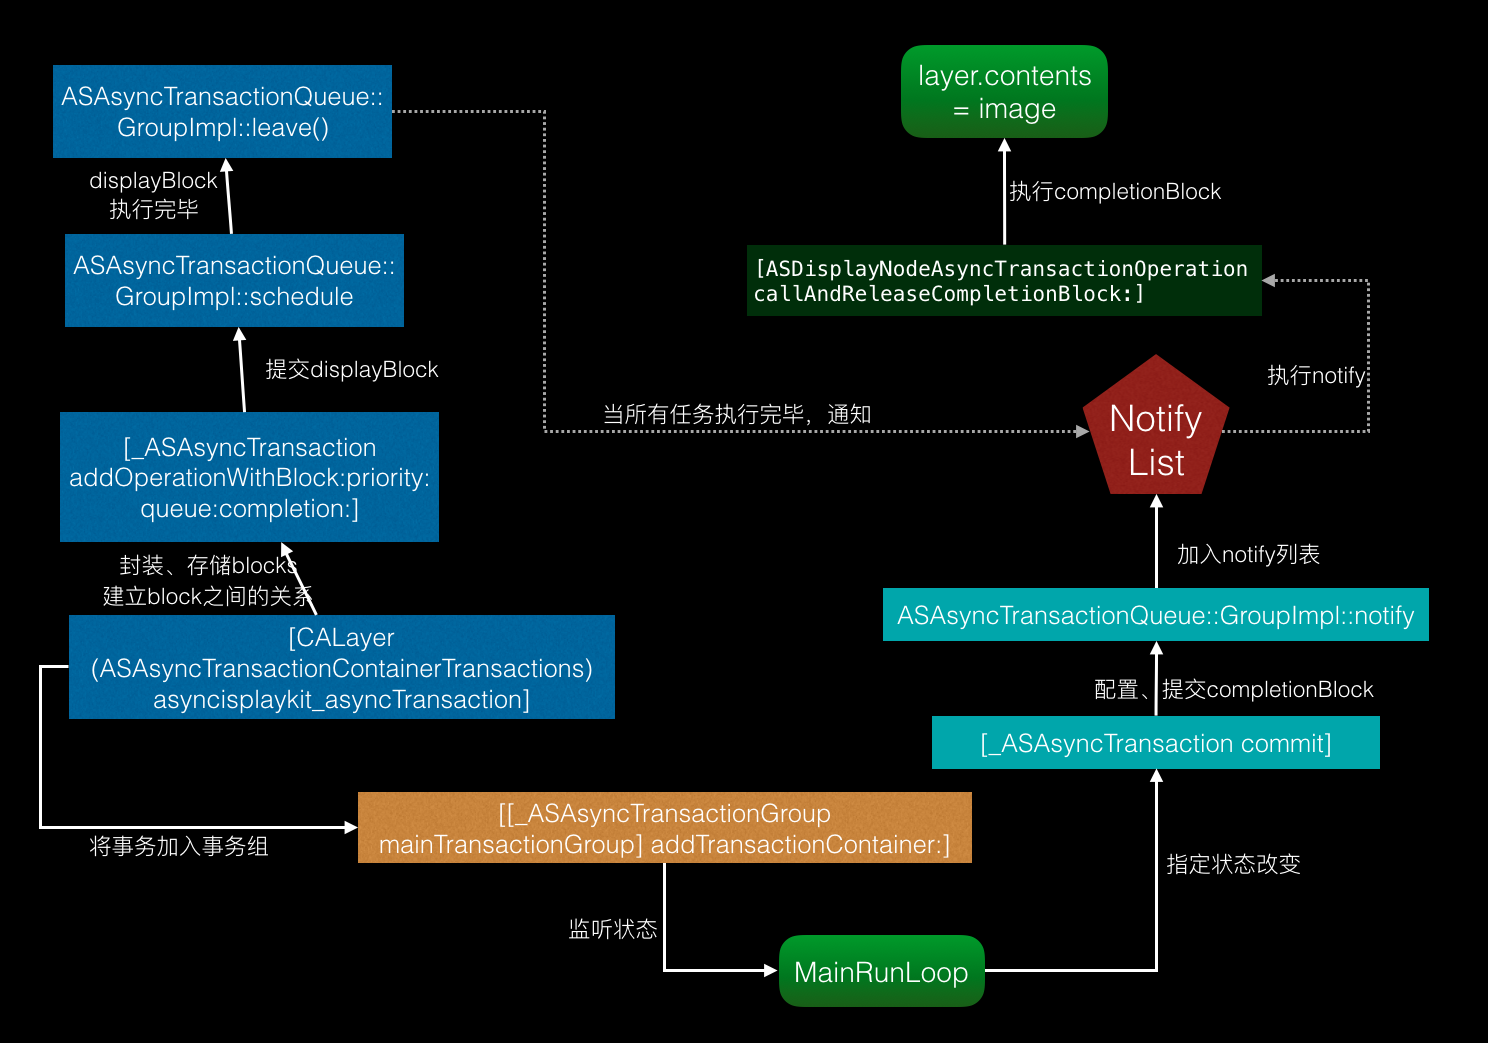 layer.contents
= image
ASAsyncTransactionQueue::
GroupImpl::leave()
displayBlock
执行完毕
执行completionBlock
ASAsyncTransactionQueue::
GroupImpl::schedule
[ASDisplayNodeAsyncTransactionOperation
callAndReleaseCompletionBlock:]
提交displayBlock
执行notify
当所有任务执行完毕，通知
Notify
List
[_ASAsyncTransaction
addOperationWithBlock:priority:
queue:completion:]
封装、存储blocks
建立block之间的关系
加入notify列表
ASAsyncTransactionQueue::GroupImpl::notify
[CALayer
(ASAsyncTransactionContainerTransactions)
asyncisplaykit_asyncTransaction]
配置、提交completionBlock
[_ASAsyncTransaction commit]
[[_ASAsyncTransactionGroup
mainTransactionGroup] addTransactionContainer:]
将事务加入事务组
指定状态改变
监听状态
MainRunLoop